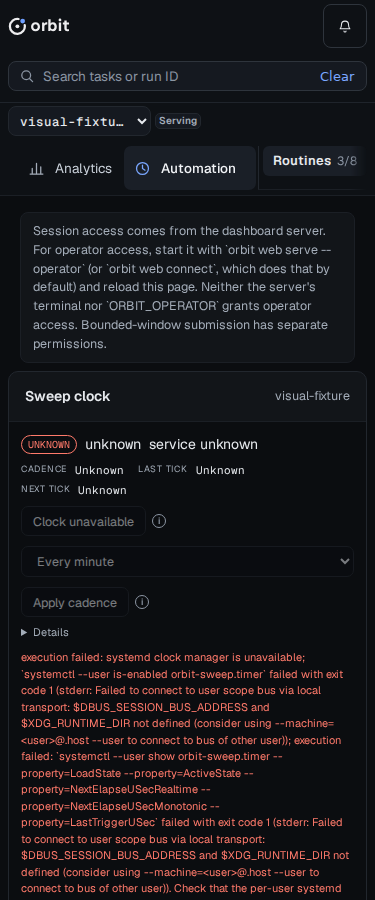 orbit
Search tasks or run ID
Clear
visual-fixtu…
Serving
Analytics
Automation
Routines 3/8
Session access comes from the dashboard server.
For operator access, start it with `orbit web serve --
operator` (or `orbit web connect`, which does that by
default) and reload this page. Neither the server's
terminal nor `ORBIT_OPERATOR` grants operator
access. Bounded-window submission has separate
permissions.
Sweep clock
visual-fixture
UNKNOWN unknown service unknown
CADENCE Unknown LAST TICK Unknown
NEXT TICK Unknown
Clock unavailable
Every minute
Apply cadence
Details
execution failed: systemd clock manager is unavailable;
`systemctl --user is-enabled orbit-sweep.timer` failed with exit
code 1 (stderr: Failed to connect to user scope bus via local
transport: $DBUS_SESSION_BUS_ADDRESS and
$XDG_RUNTIME_DIR not defined (consider using --machine=
<user>@.host --user to connect to bus of other user)); execution
failed: `systemctl --user show orbit-sweep.timer --
property=LoadState --property=ActiveState --
property=NextElapseUSecRealtime --
property=NextElapseUSecMonotonic --
property=LastTriggerUSec` failed with exit code 1 (stderr: Failed
to connect to user scope bus via local transport:
$DBUS_SESSION_BUS_ADDRESS and $XDG_RUNTIME_DIR not
defined (consider using --machine=<user>@.host --user to
connect to bus of other user)). Check that the per-user systemd